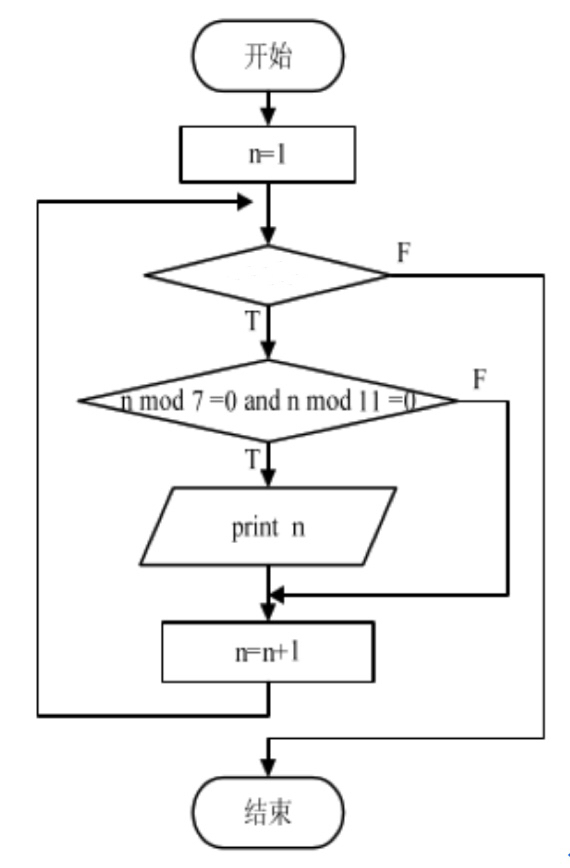 开始
n=1
F
T
n mod 7 =0 and n mod 11 =0
F
T
print n
n=n+1
结束